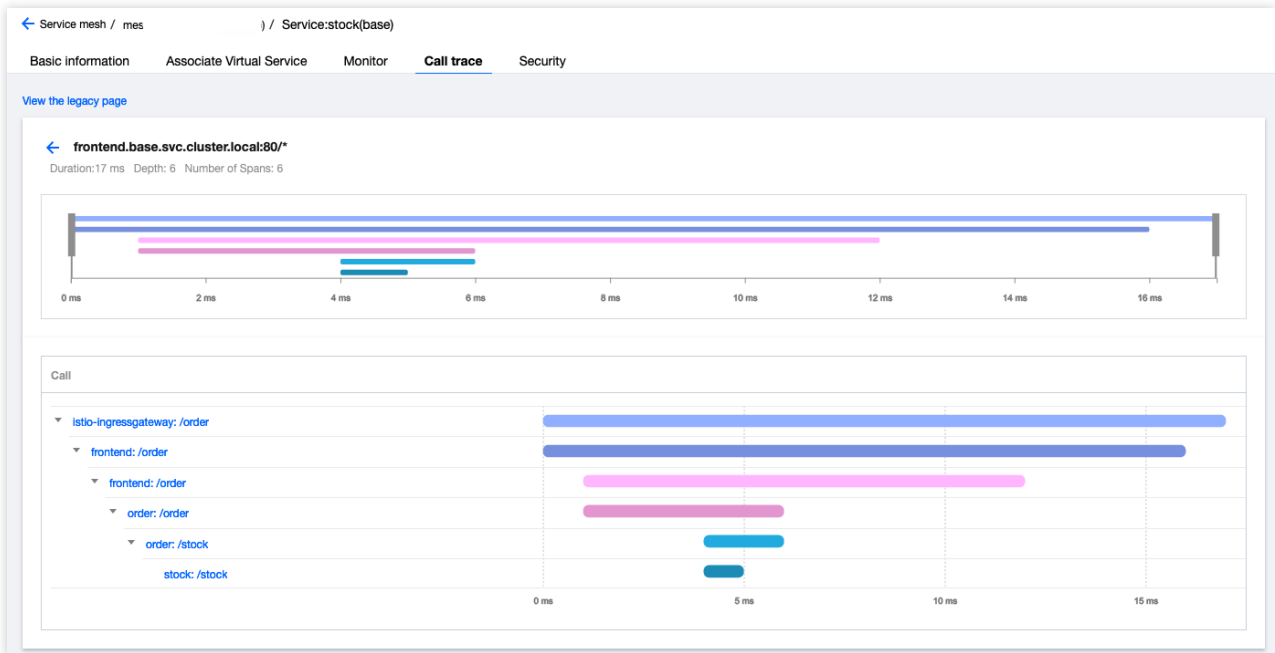 Service mesh / mes ) / Service:stock(base)
Basic information Associate Virtual Service Monitor Call trace Security
View the legacy page
frontend.base.svc.cluster.local:80/*
Duration:17 ms Depth: 6 Number of Spans: 6
0 ms 2 ms 4 ms 6 ms 8 ms 10 ms 12 ms 14 ms 16 ms
Call
istio-ingressgateway: /order
frontend: /order
frontend: /order
order: /order
order: /stock
stock: /stock
0 ms 5 ms 10 ms 15 ms